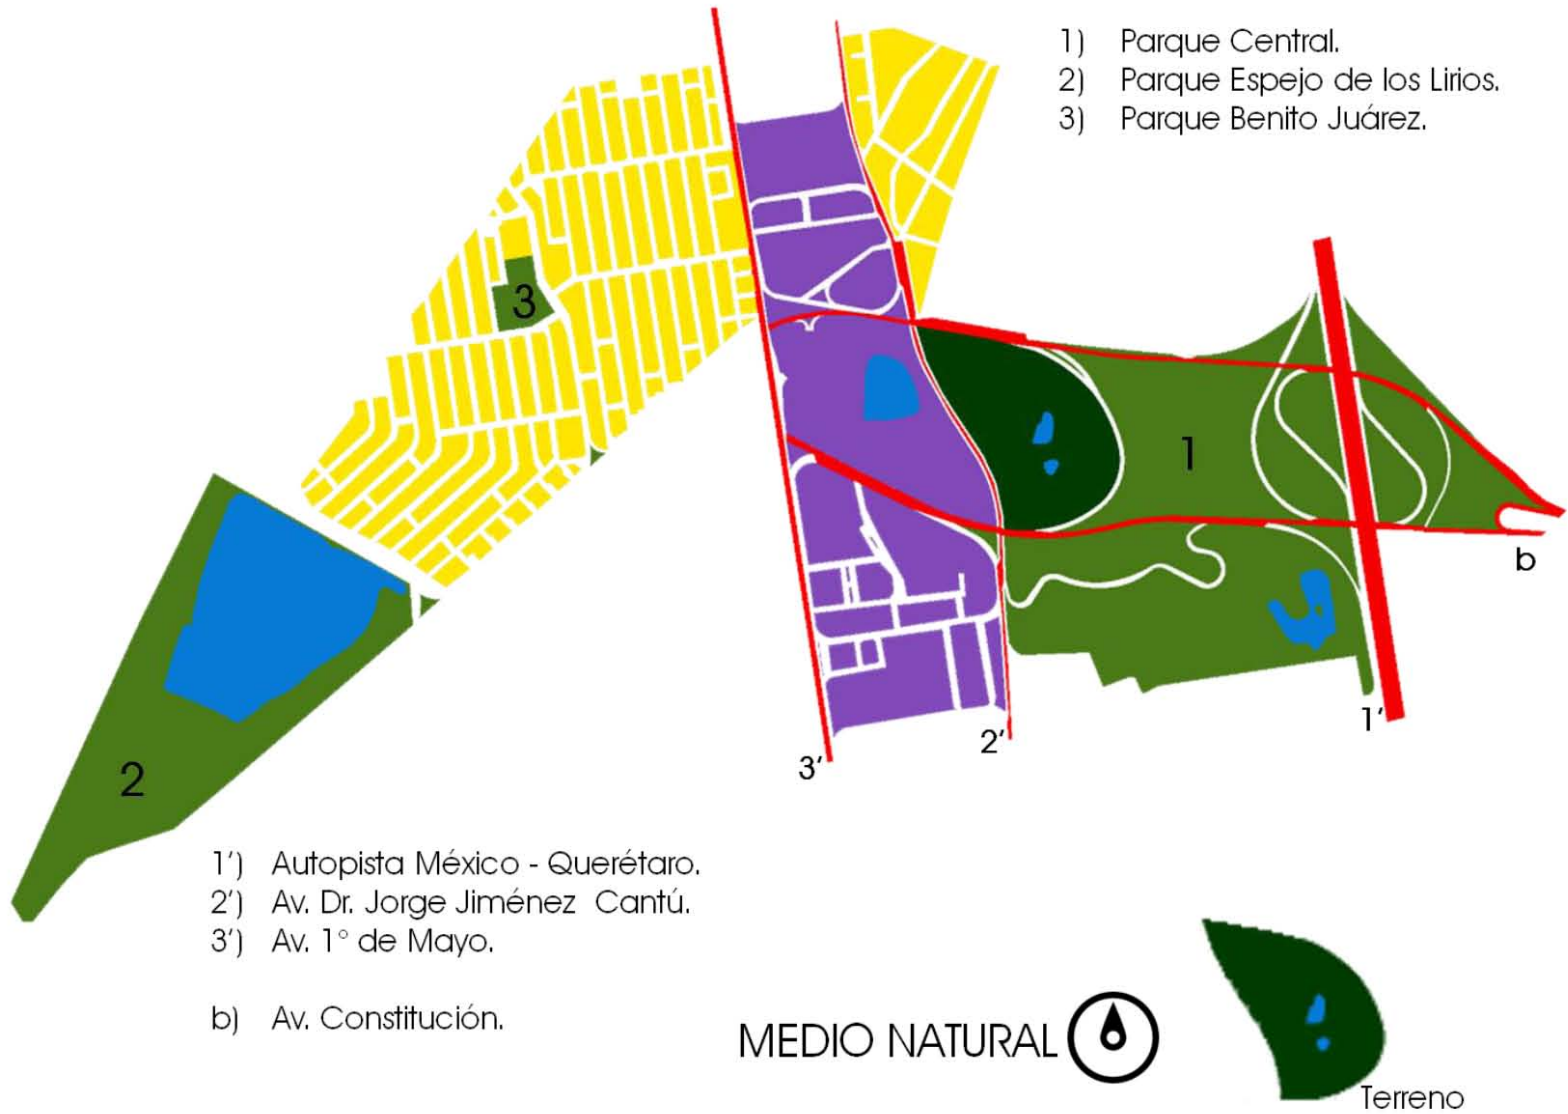 1) Parque Central.
2) Parque Espejo de los Lirios.
3) Parque Benito Juárez.
3
1
b
1’
2’
3’
2
1’) Autopista México - Querétaro.
2’) Av. Dr. Jorge Jiménez Cantú.
3’) Av. 1° de Mayo.
b) Av. Constitución.
MEDIO NATURAL
Terreno